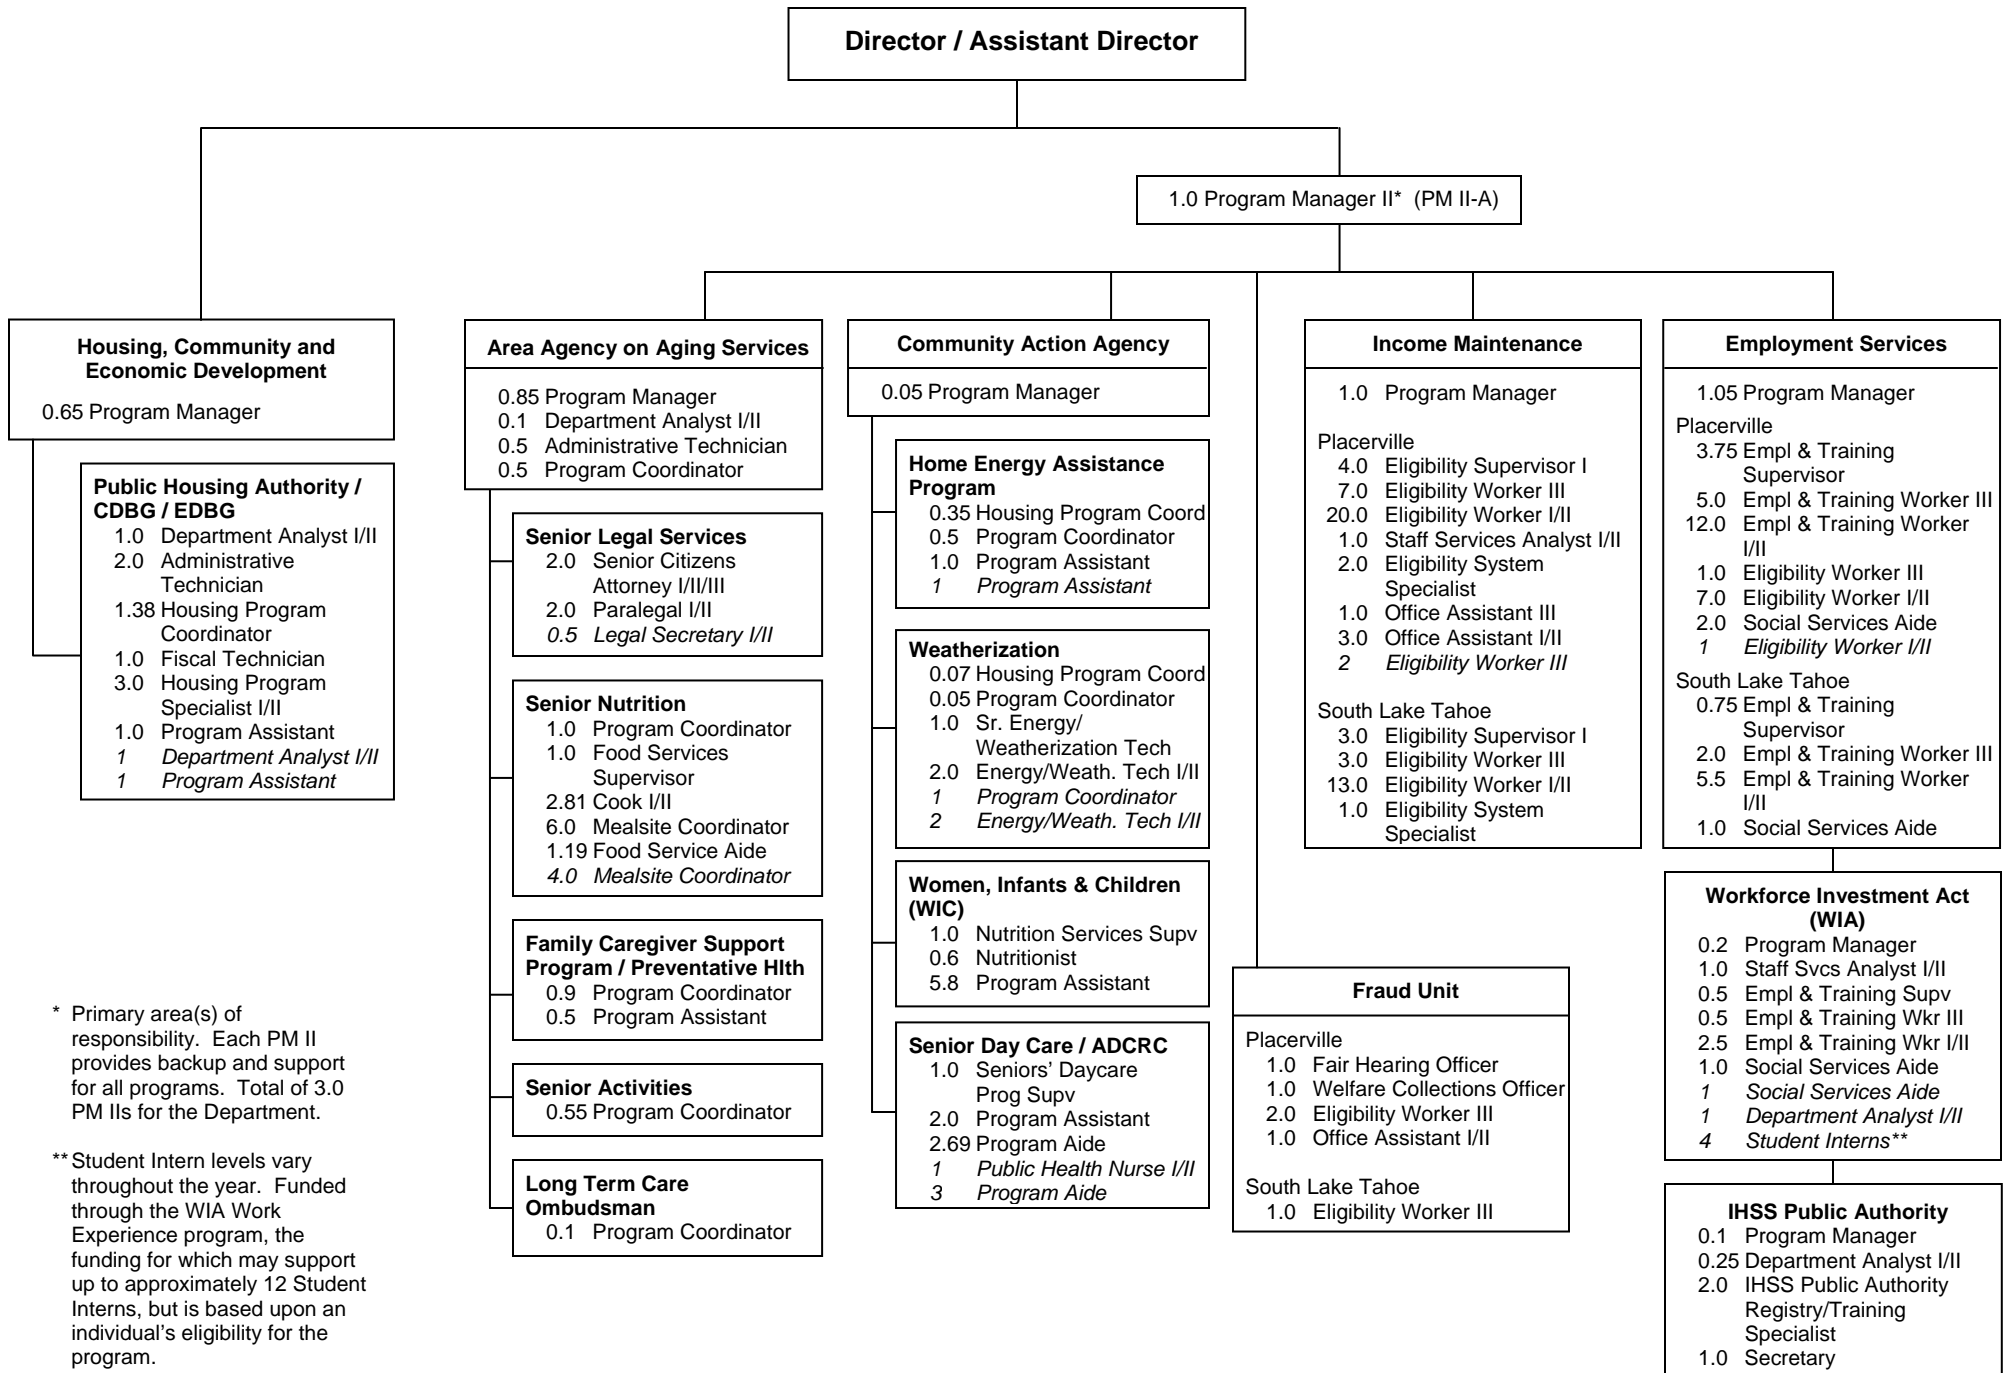 Director / Assistant Director
1.0 Program Manager II* (PM II-A)
Housing, Community and
Economic Development
0.65 Program Manager
Public Housing Authority /
CDBG / EDBG
1.0 Department Analyst I/II
2.0 Administrative
Technician
1.38 Housing Program
Coordinator
1.0 Fiscal Technician
3.0 Housing Program
Specialist I/II
1.0 Program Assistant
1 Department Analyst I/II
1 Program Assistant
Area Agency on Aging Services
0.85 Program Manager
0.1 Department Analyst I/II
0.5 Administrative Technician
0.5 Program Coordinator
Senior Legal Services
2.0 Senior Citizens
Attorney I/II/III
2.0 Paralegal I/II
0.5 Legal Secretary I/II
Senior Nutrition
1.0 Program Coordinator
1.0 Food Services
Supervisor
2.81 Cook I/II
6.0 Mealsite Coordinator
1.19 Food Service Aide
4.0 Mealsite Coordinator
Family Caregiver Support
Program / Preventative Hlth
0.9 Program Coordinator
0.5 Program Assistant
Senior Activities
0.55 Program Coordinator
Long Term Care
Ombudsman
0.1 Program Coordinator
Community Action Agency
0.05 Program Manager
Home Energy Assistance
Program
0.35 Housing Program Coord
0.5 Program Coordinator
1.0 Program Assistant
1 Program Assistant
Weatherization
0.07 Housing Program Coord
0.05 Program Coordinator
1.0 Sr. Energy/
Weatherization Tech
2.0 Energy/Weath. Tech I/II
1 Program Coordinator
2 Energy/Weath. Tech I/II
Women, Infants & Children
(WIC)
1.0 Nutrition Services Supv
0.6 Nutritionist
5.8 Program Assistant
Senior Day Care / ADCRC
1.0 Seniors' Daycare
Prog Supv
2.0 Program Assistant
2.69 Program Aide
1 Public Health Nurse I/II
3 Program Aide
Fraud Unit
Placerville
1.0 Fair Hearing Officer
1.0 Welfare Collections Officer
2.0 Eligibility Worker III
1.0 Office Assistant I/II
South Lake Tahoe
1.0 Eligibility Worker III
Income Maintenance
1.0 Program Manager
Placerville
4.0 Eligibility Supervisor I
7.0 Eligibility Worker III
20.0 Eligibility Worker I/II
1.0 Staff Services Analyst I/II
2.0 Eligibility System
Specialist
1.0 Office Assistant III
3.0 Office Assistant I/II
2 Eligibility Worker III
South Lake Tahoe
3.0 Eligibility Supervisor I
3.0 Eligibility Worker III
13.0 Eligibility Worker I/II
1.0 Eligibility System
Specialist
Employment Services
1.05 Program Manager
Placerville
3.75 Empl & Training
Supervisor
5.0 Empl & Training Worker III
12.0 Empl & Training Worker
I/II
1.0 Eligibility Worker III
7.0 Eligibility Worker I/II
2.0 Social Services Aide
1 Eligibility Worker I/II
South Lake Tahoe
0.75 Empl & Training
Supervisor
2.0 Empl & Training Worker III
5.5 Empl & Training Worker
I/II
1.0 Social Services Aide
Workforce Investment Act
(WIA)
0.2 Program Manager
1.0 Staff Svcs Analyst I/II
0.5 Empl & Training Supv
0.5 Empl & Training Wkr III
2.5 Empl & Training Wkr I/II
1.0 Social Services Aide
1 Social Services Aide
1 Department Analyst I/II
4 Student Interns**
IHSS Public Authority
0.1 Program Manager
0.25 Department Analyst I/II
2.0 IHSS Public Authority
Registry/Training
Specialist
1.0 Secretary
* Primary area(s) of
responsibility. Each PM II
provides backup and support
for all programs. Total of 3.0
PM IIs for the Department.
** Student Intern levels vary
throughout the year. Funded
through the WIA Work
Experience program, the
funding for which may support
up to approximately 12 Student
Interns, but is based upon an
individual's eligibility for the
program.